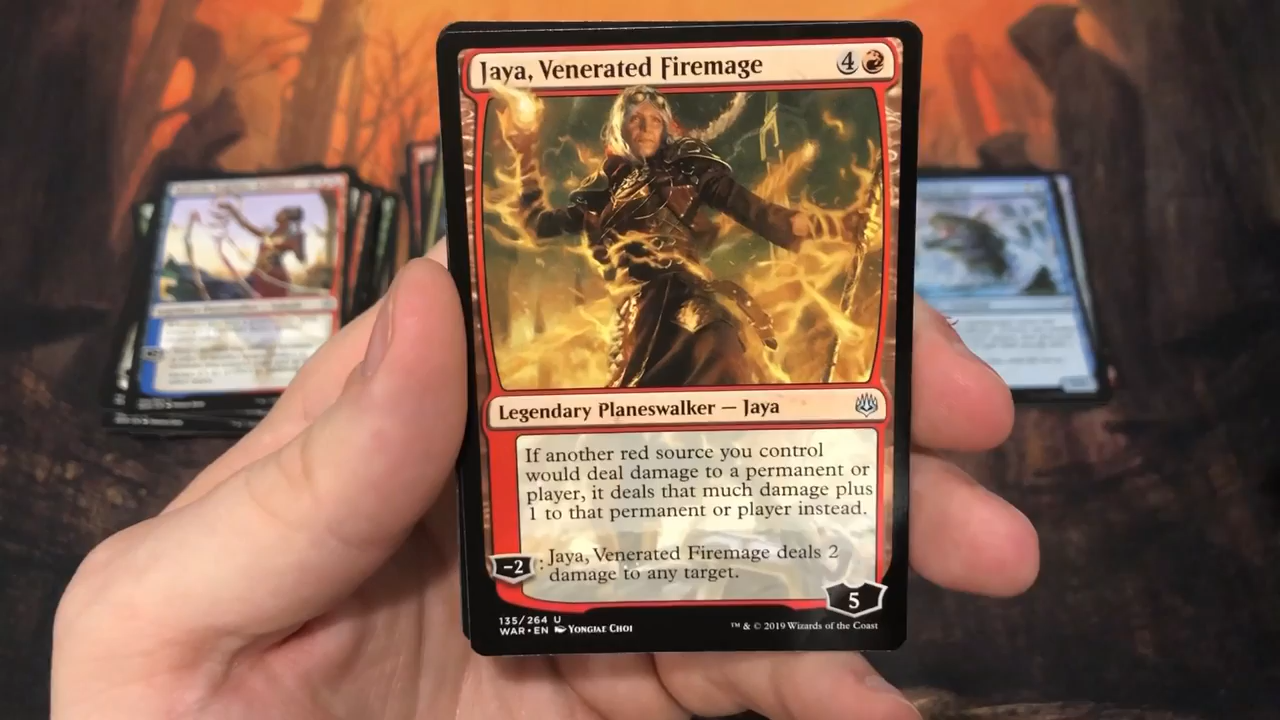 Jaya, Venerated Firemage 4
Legendary Planeswalker — Jaya
If another red source you control
would deal damage to a permanent or
player, it deals that much damage plus
1 to that permanent or player instead.
-2 : Jaya, Venerated Firemage deals 2
damage to any target.
5
135/264 U
WAR • EN Yongjae Choi
™ & © 2019 Wizards of the Coast